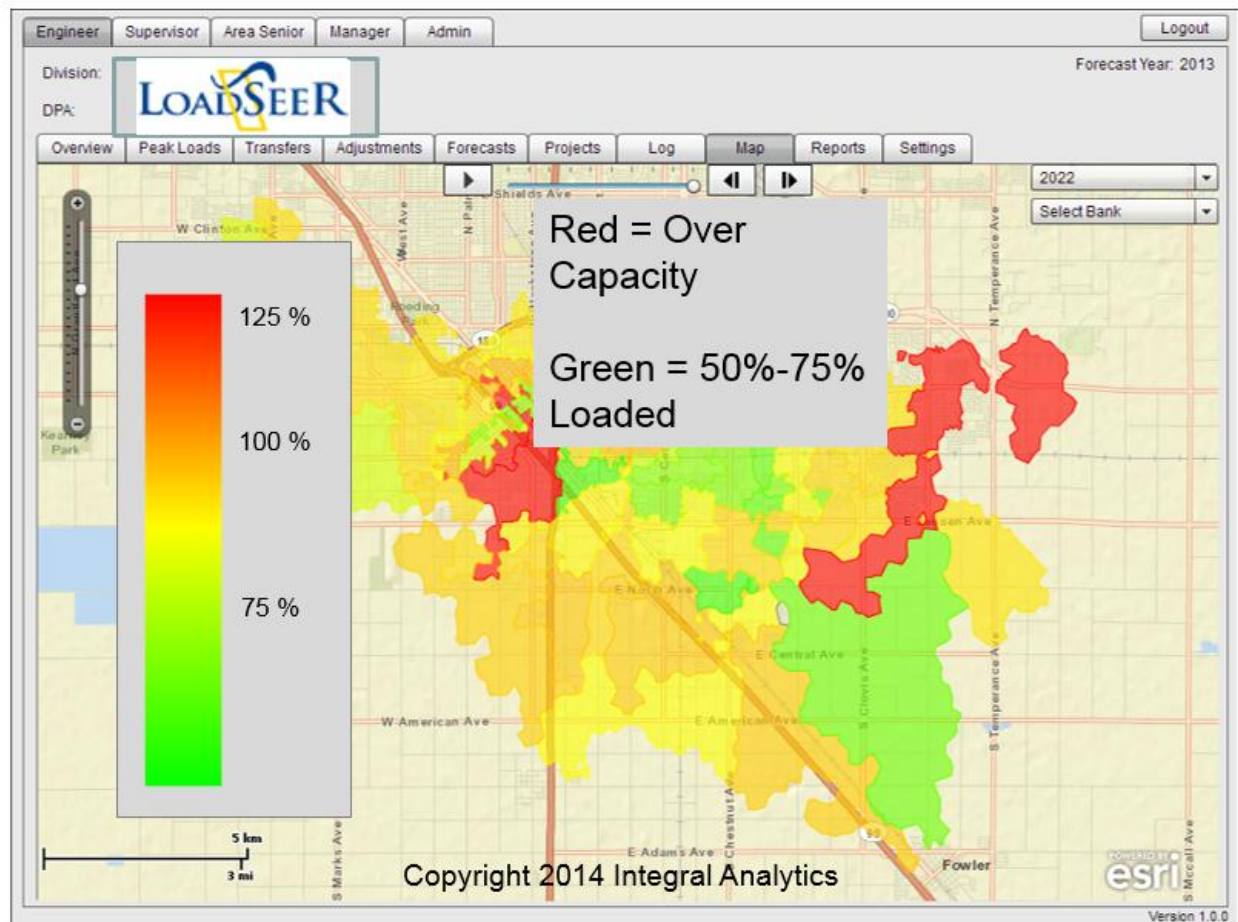 Engineer Supervisor Area Senior Manager Admin Logout
Division: Forecast Year: 2013
LOADSEER
DPA:
Overview Peak Loads Transfers Adjustments Forecasts Projects Log Map Reports Settings
2022
E Shields Ave
Select Bank
W Clinton Ave
West Ave
N Temperance Ave
Red = Over
Capacity
Green = 50%-75%
Loaded
125 %
100 %
75 %
Kearney
Park
E North Ave
E Central Ave
S Clovis Ave
S Temperance Ave
W American Ave
E American Ave
S Chestnut Ave
S Marks Ave
S Mccall Ave
5 km
3 mi
E Adams Ave
Fowler
Copyright 2014 Integral Analytics
POWERED BY
esri
Version 1.0.0